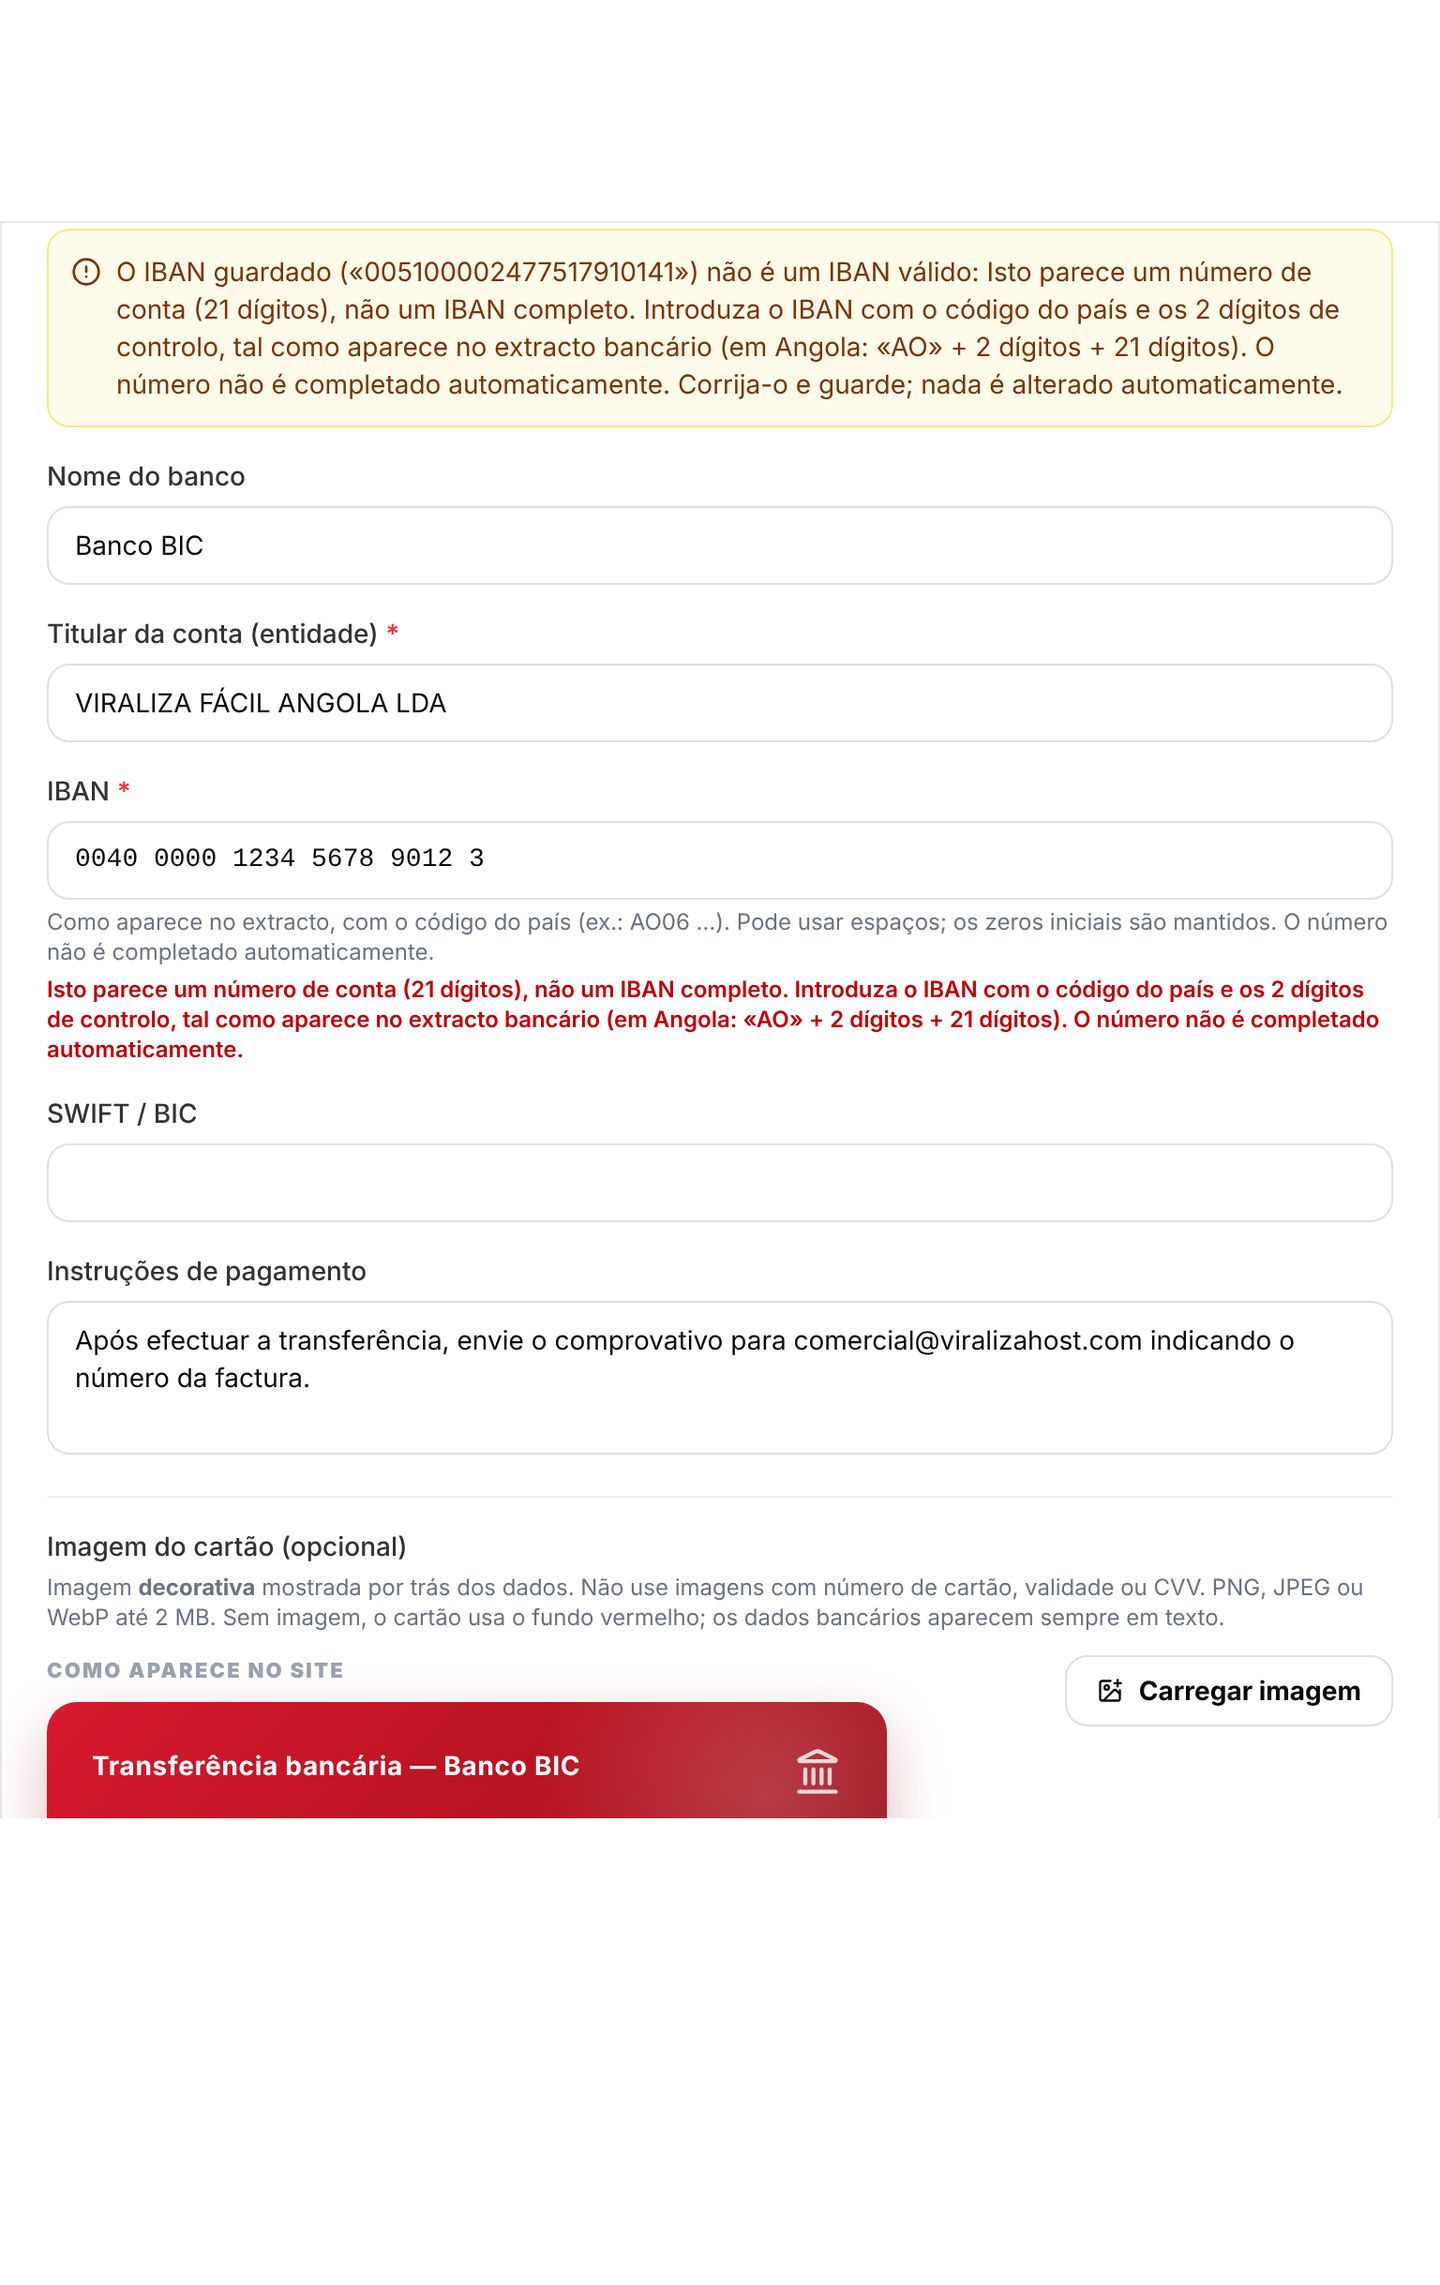 O IBAN guardado («005100002477517910141») não é um IBAN válido: Isto parece um número de
conta (21 dígitos), não um IBAN completo. Introduza o IBAN com o código do país e os 2 dígitos de
controlo, tal como aparece no extracto bancário (em Angola: «AO» + 2 dígitos + 21 dígitos). O
número não é completado automaticamente. Corrija-o e guarde; nada é alterado automaticamente.
Nome do banco
Banco BIC
Titular da conta (entidade) *
VIRALIZA FÁCIL ANGOLA LDA
IBAN *
0040 0000 1234 5678 9012 3
Como aparece no extracto, com o código do país (ex.: AO06 ...). Pode usar espaços; os zeros iniciais são mantidos. O número
não é completado automaticamente.
Isto parece um número de conta (21 dígitos), não um IBAN completo. Introduza o IBAN com o código do país e os 2 dígitos
de controlo, tal como aparece no extracto bancário (em Angola: «AO» + 2 dígitos + 21 dígitos). O número não é completado
automaticamente.
SWIFT / BIC
Instruções de pagamento
Após efectuar a transferência, envie o comprovativo para comercial@viralizahost.com indicando o
número da factura.
Imagem do cartão (opcional)
Imagem decorativa mostrada por trás dos dados. Não use imagens com número de cartão, validade ou CVV. PNG, JPEG ou
WebP até 2 MB. Sem imagem, o cartão usa o fundo vermelho; os dados bancários aparecem sempre em texto.
COMO APARECE NO SITE
Carregar imagem
Transferência bancária — Banco BIC